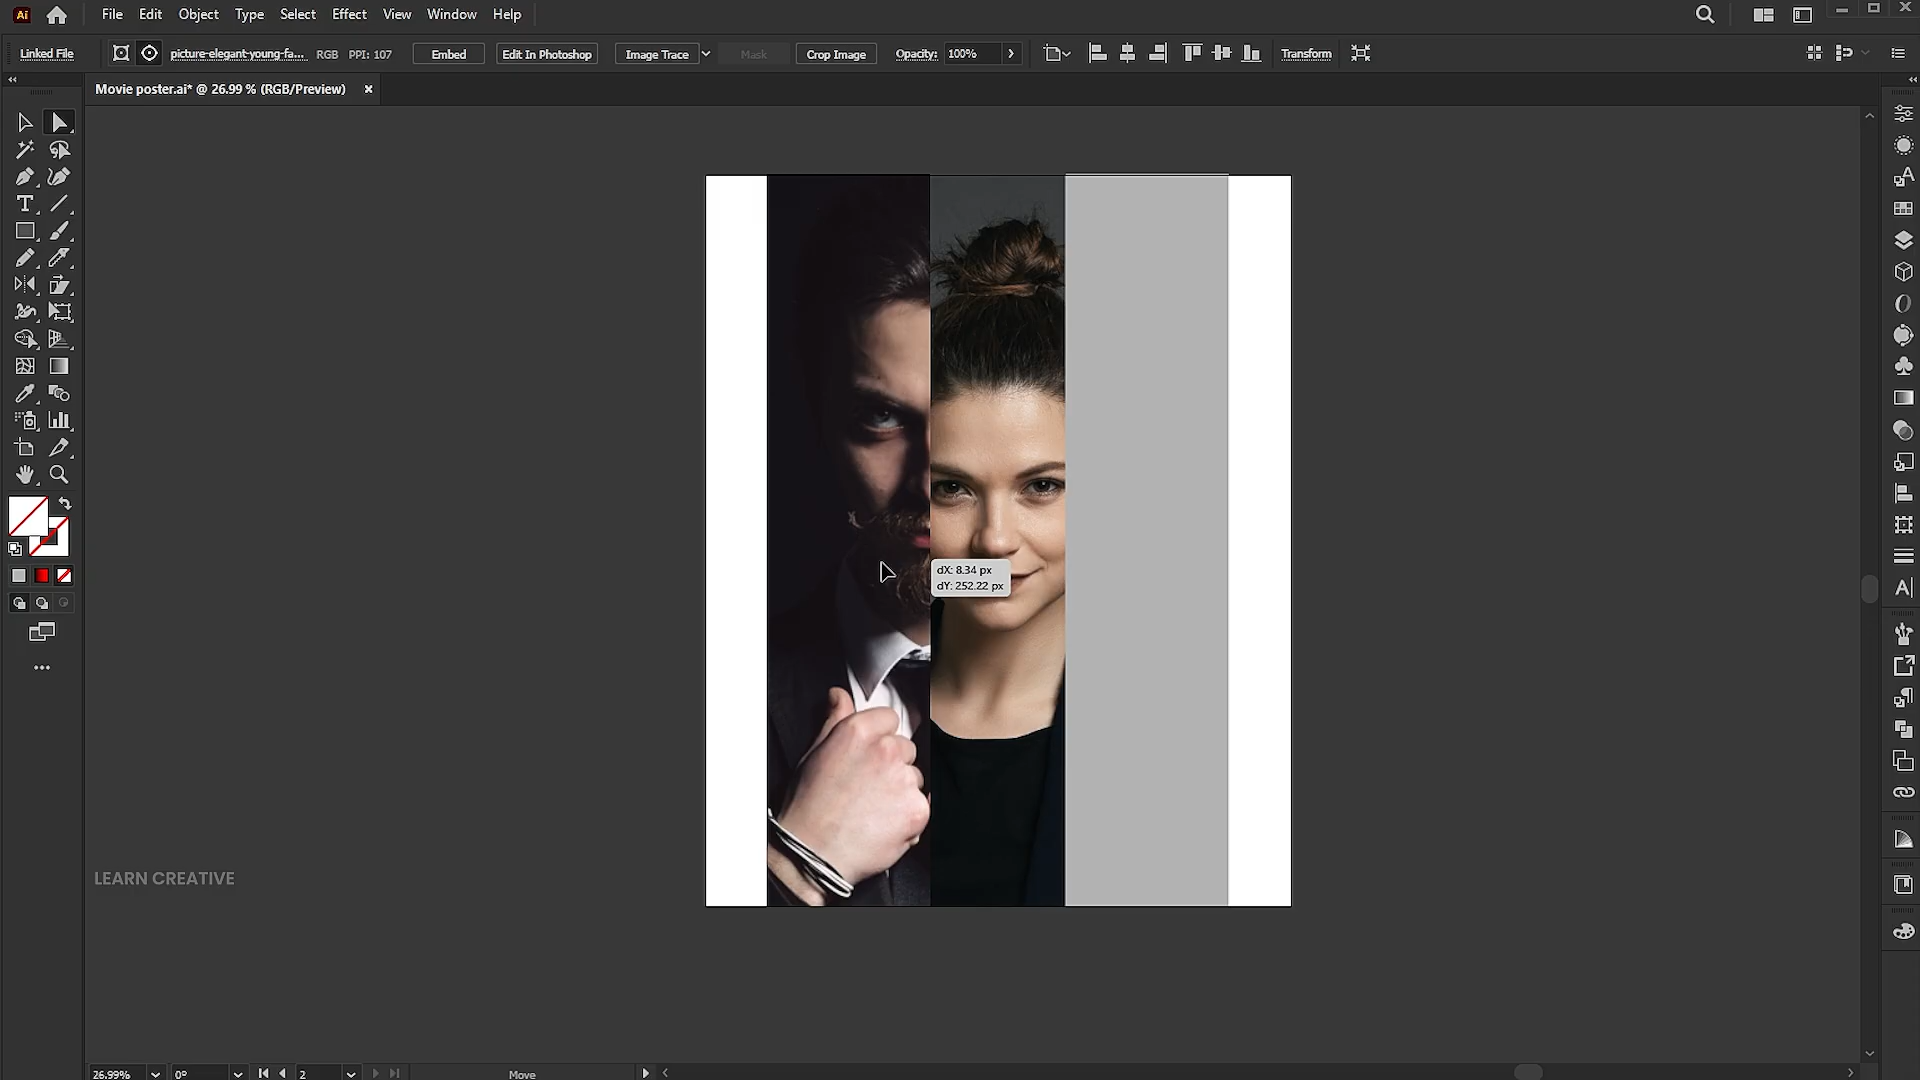 Ai File Edit Object Type Select Effect View Window Help
Linked File picture-elegant-young-fa... RGB PPI: 107 Embed Edit In Photoshop Image Trace Mask Crop Image Opacity: 100% Transform
Movie poster.ai* @ 26.99 % (RGB/Preview)
dX: 8.34 px
dY: 252.22 px
LEARN CREATIVE
26.99% 0° 2 Move